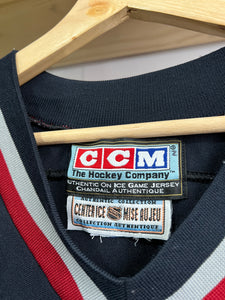 CCM
The Hockey Company
AUTHENTIC ON ICE GAME JERSEY
CHANDAIL AUTHENTIQUE
AUTHENTIC COLLECTION
CENTER ICE MISE AU JEU
COLLECTION AUTHENTIQUE